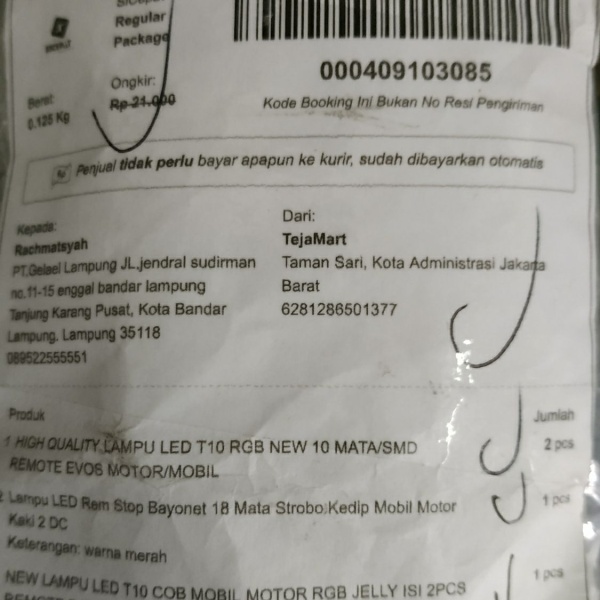 Regular
Package
Ongkir:
Rp 21.000
Berat
0.125 Kg
000409103085
Kode Booking Ini Bukan No Resi Pengiriman
Penjual tidak perlu bayar apapun ke kurir, sudah dibayarkan otomatis
Kepada:
Rachmatsyah
PT.Gelael Lampung JL.jendral sudirman
no.11-15 enggal bandar lampung
Tanjung Karang Pusat, Kota Bandar
Lampung. Lampung 35118
089522555551
Dari:
TejaMart
Taman Sari, Kota Administrasi Jakarta
Barat
6281286501377
Produk
Jumlah
1 HIGH QUALITY LAMPU LED T10 RGB NEW 10 MATA/SMD
2 pcs
REMOTE EVOS MOTOR/MOBIL
2 Lampu LED Rem Stop Bayonet 18 Mata Strobo Kedip Mobil Motor
1 pcs
Kaki 2 DC
Keterangan: warna merah
NEW LAMPU LED T10 COB MOBIL MOTOR RGB JELLY ISI 2PCS
1 pcs